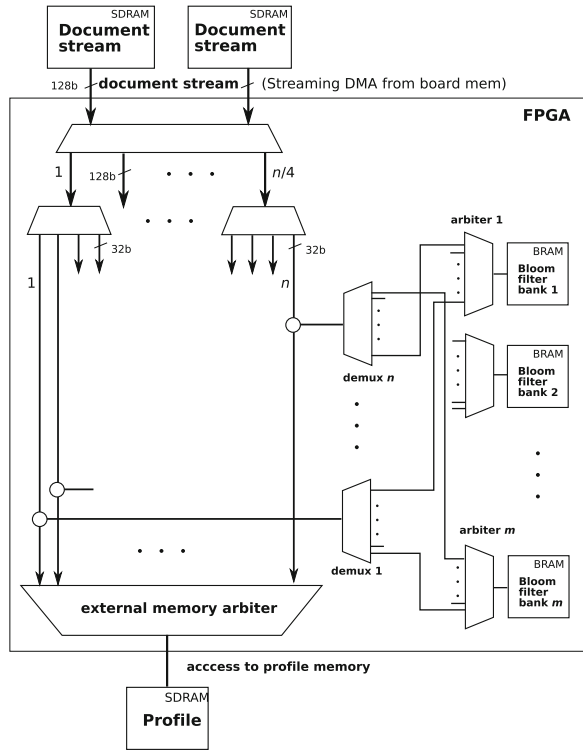 SDRAM
Document
stream
SDRAM
Document
stream
128b document stream (Streaming DMA from board mem)
FPGA
1
128b
. . .
n/4
. . .
32b
32b
1
n
arbiter 1
BRAM
Bloom
filter
bank 1
demux n
BRAM
Bloom
filter
bank 2
arbiter m
demux 1
BRAM
Bloom
filter
bank m
. . .
external memory arbiter
acccess to profile memory
SDRAM
Profile